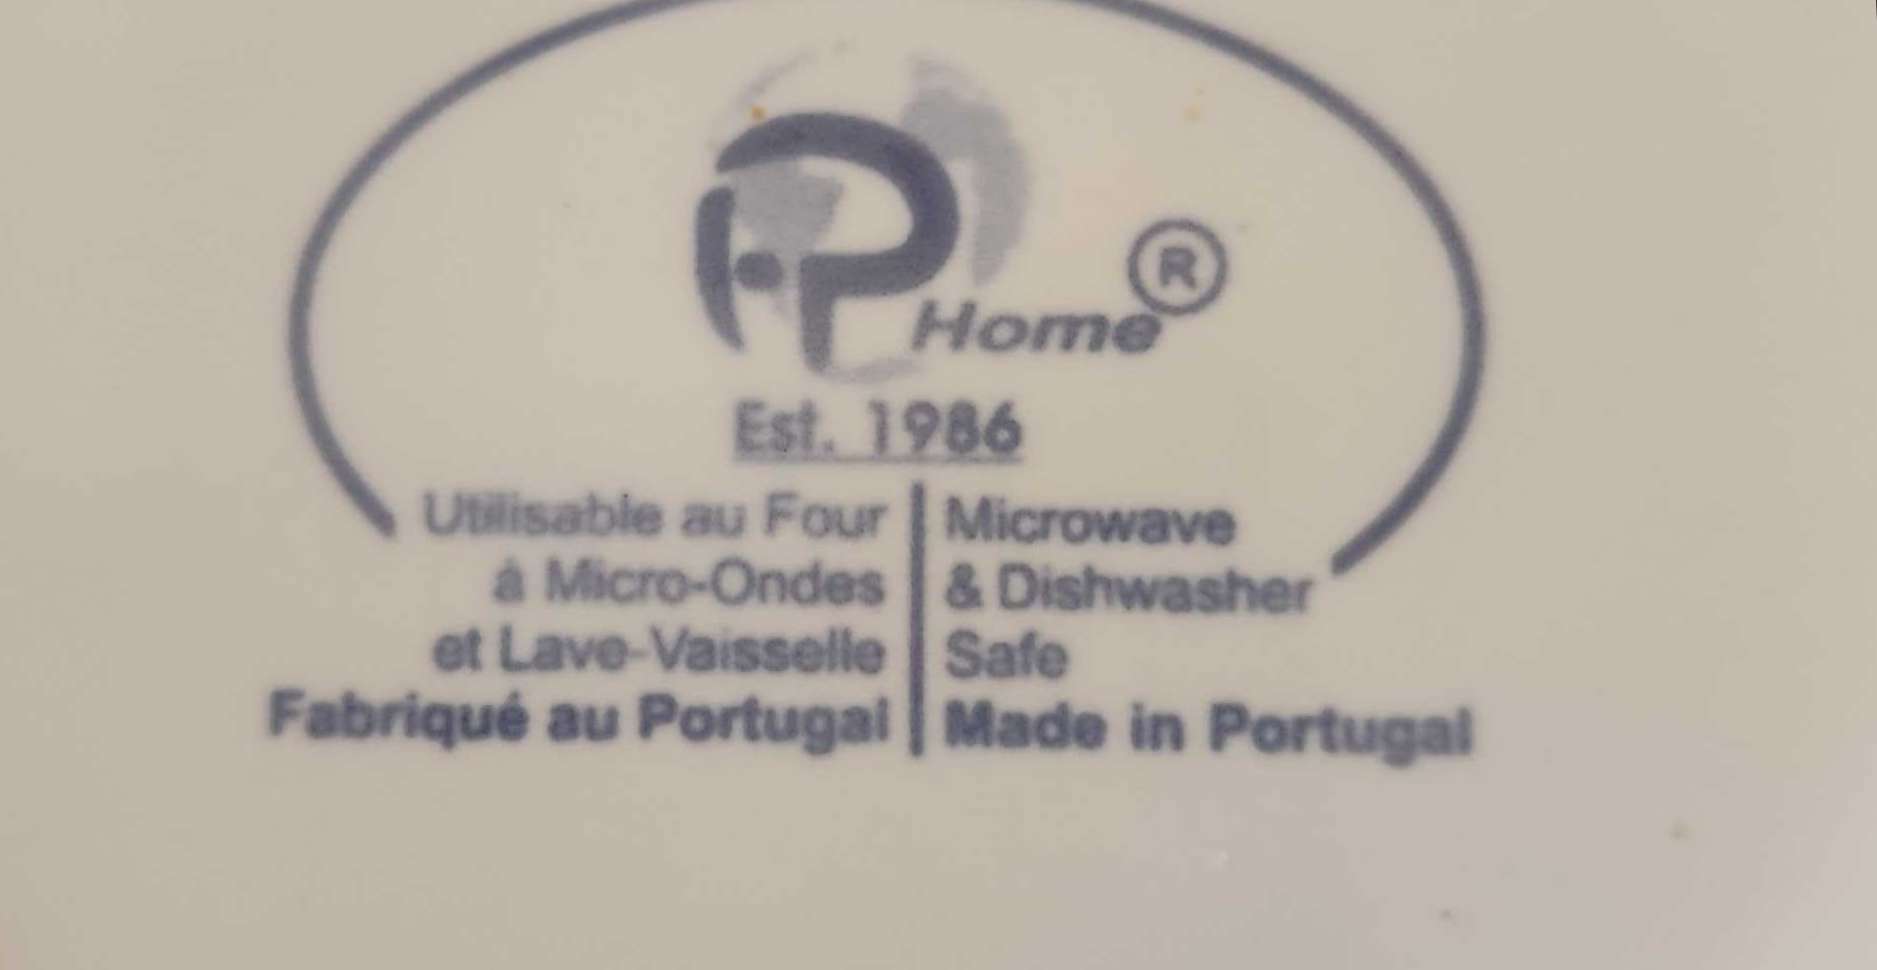 P Home ®
Est. 1986
Utilisable au Four
à Micro-Ondes
et Lave-Vaisselle
Fabriqué au Portugal
Microwave
& Dishwasher
Safe
Made in Portugal